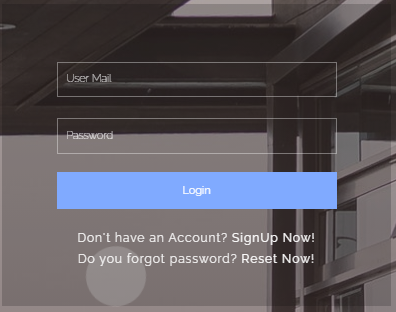 User Mail
Password
Login
Don't have an Account? SignUp Now!
Do you forgot password? Reset Now!